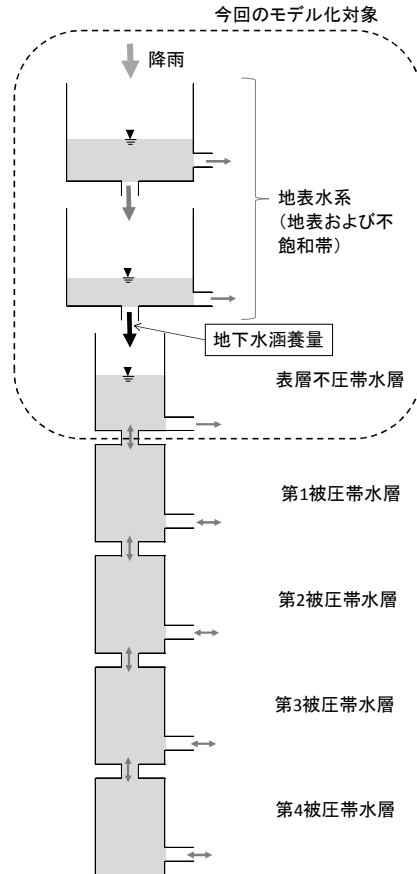 今回のモデル化対象
降雨
地表水系
（地表および不
飽和帯）
地下水涵養量
表層不圧帯水層
第1被圧帯水層
第2被圧帯水層
第3被圧帯水層
第4被圧帯水層